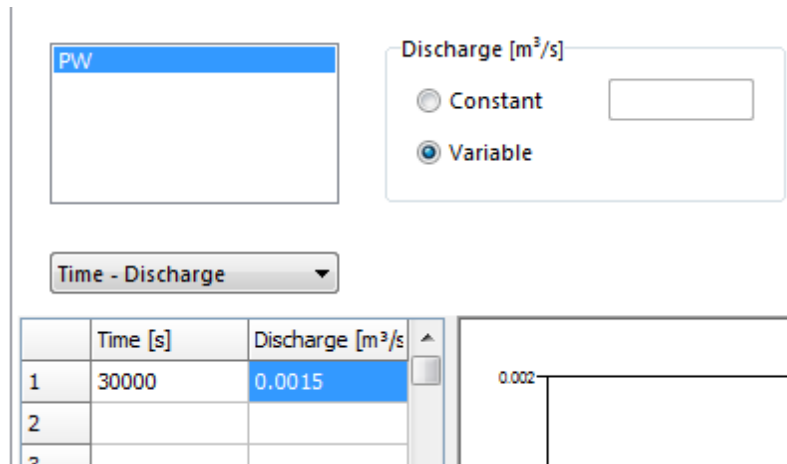 PW
Discharge [m³/s]
Constant
Variable
Time - Discharge
Time [s] Discharge [m³/s
1 30000 0.0015
2
0.002